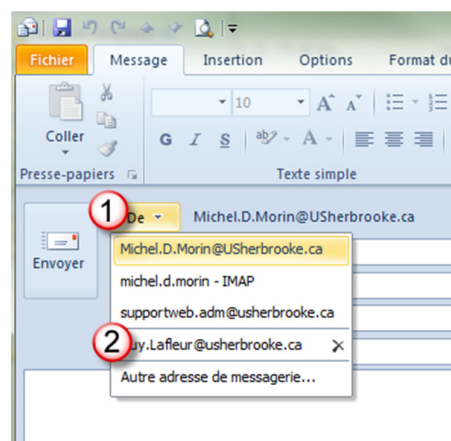 Fichier Message Insertion Options Format du
10 A A
Coller G I S ab A
Presse-papiers Texte simple
1 De Michel.D.Morin@USherbrooke.ca
Envoyer
Michel.D.Morin@USherbrooke.ca
michel.d.morin - IMAP
supportweb.adm@usherbrooke.ca
2 uy.Lafleur@usherbrooke.ca
Autre adresse de messagerie...